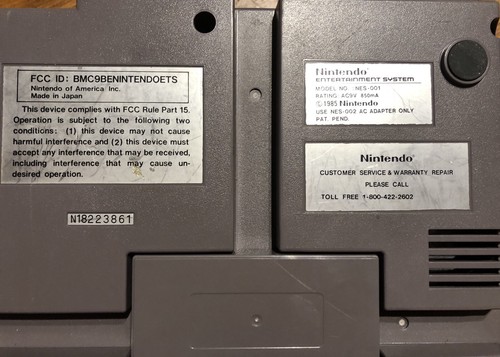 FCC ID: BMC9BENINTENDOETS
Nintendo of America Inc.
Made in Japan
This device complies with FCC Rule Part 15.
Operation is subject to the following two
conditions: (1) this device may not cause
harmful interference and (2) this device must
accept any interference that may be received,
including interference that may cause un-
desired operation.
N18223861
Nintendo
ENTERTAINMENT SYSTEM
MODEL NO. NES-001
RATING: AC9V 850mA
©1985 Nintendo
USE NES-002 AC ADAPTER ONLY
PAT. PEND.
Nintendo®
CUSTOMER SERVICE & WARRANTY REPAIR
PLEASE CALL
TOLL FREE 1-800-422-2602